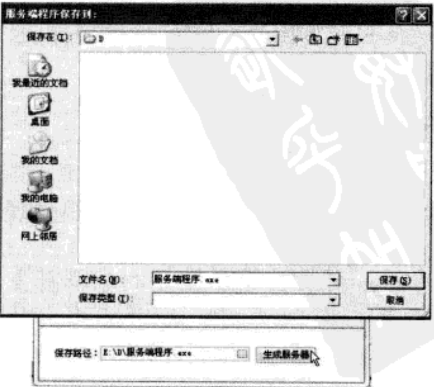 服务端程序保存到:
保存在(I):
D
我最近的文档
桌面
我的文档
我的电脑
网上邻居
文件名(N):
服务端程序.exe
保存(S)
保存类型(T):
取消
保存路径: E:\D\服务端程序.exe
生成服务器